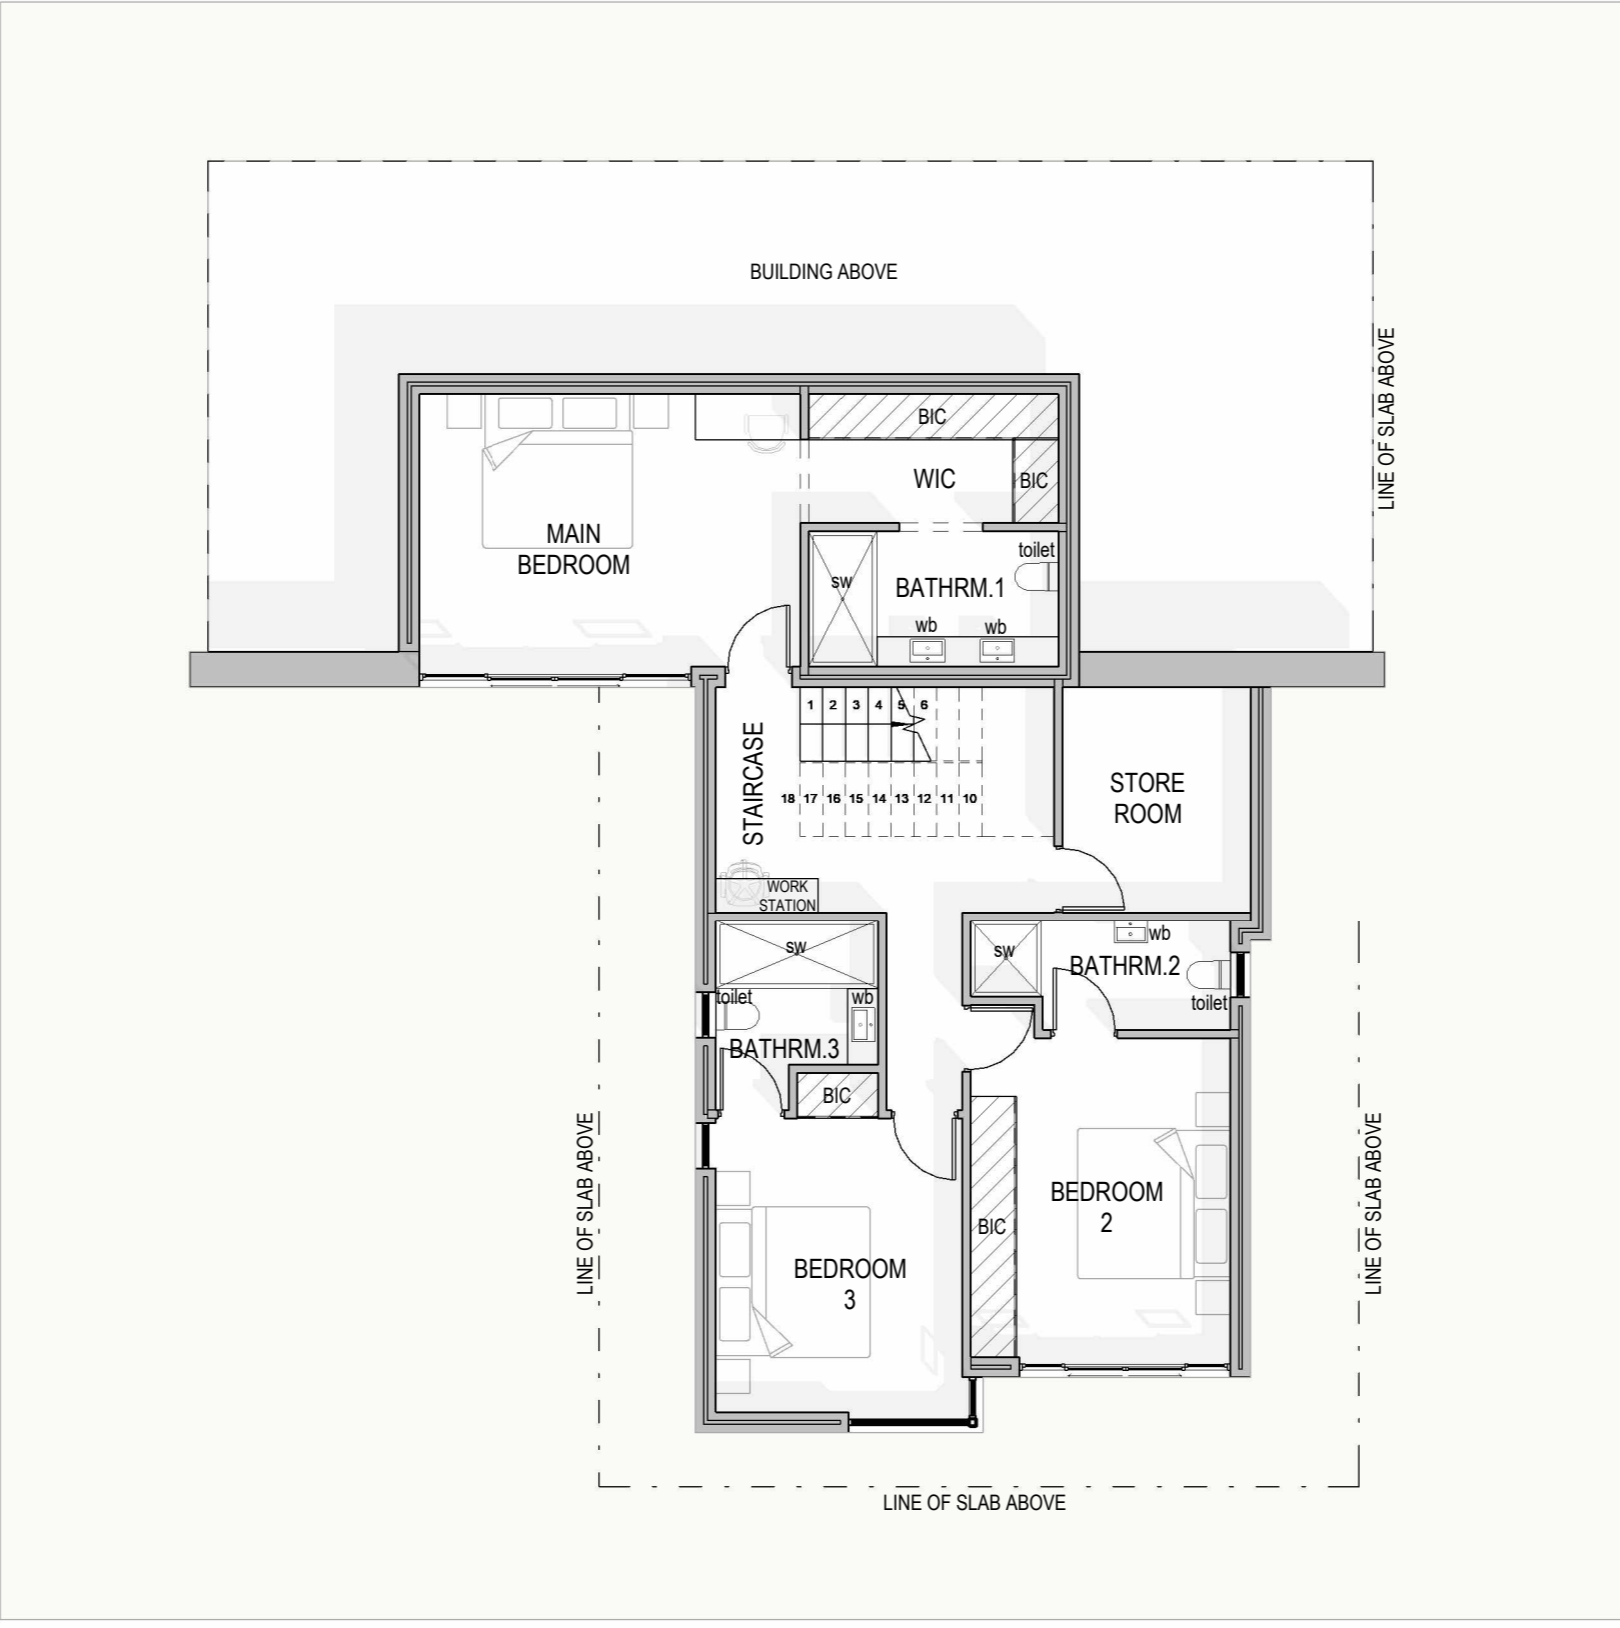 BUILDING ABOVE
LINE OF SLAB ABOVE
BIC
WIC
BIC
MAIN
BEDROOM
toilet
sw
BATHRM.1
wb
wb
1 2 3 4 5 6
STAIRCASE
STORE
ROOM
18 17 16 15 14 13 12 11 10
WORK
STATION
sw
wb
sw
BATHRM.2
toilet
toilet
wb
BATHRM.3
BIC
LINE OF SLAB ABOVE
BEDROOM
2
BIC
BEDROOM
3
LINE OF SLAB ABOVE
LINE OF SLAB ABOVE